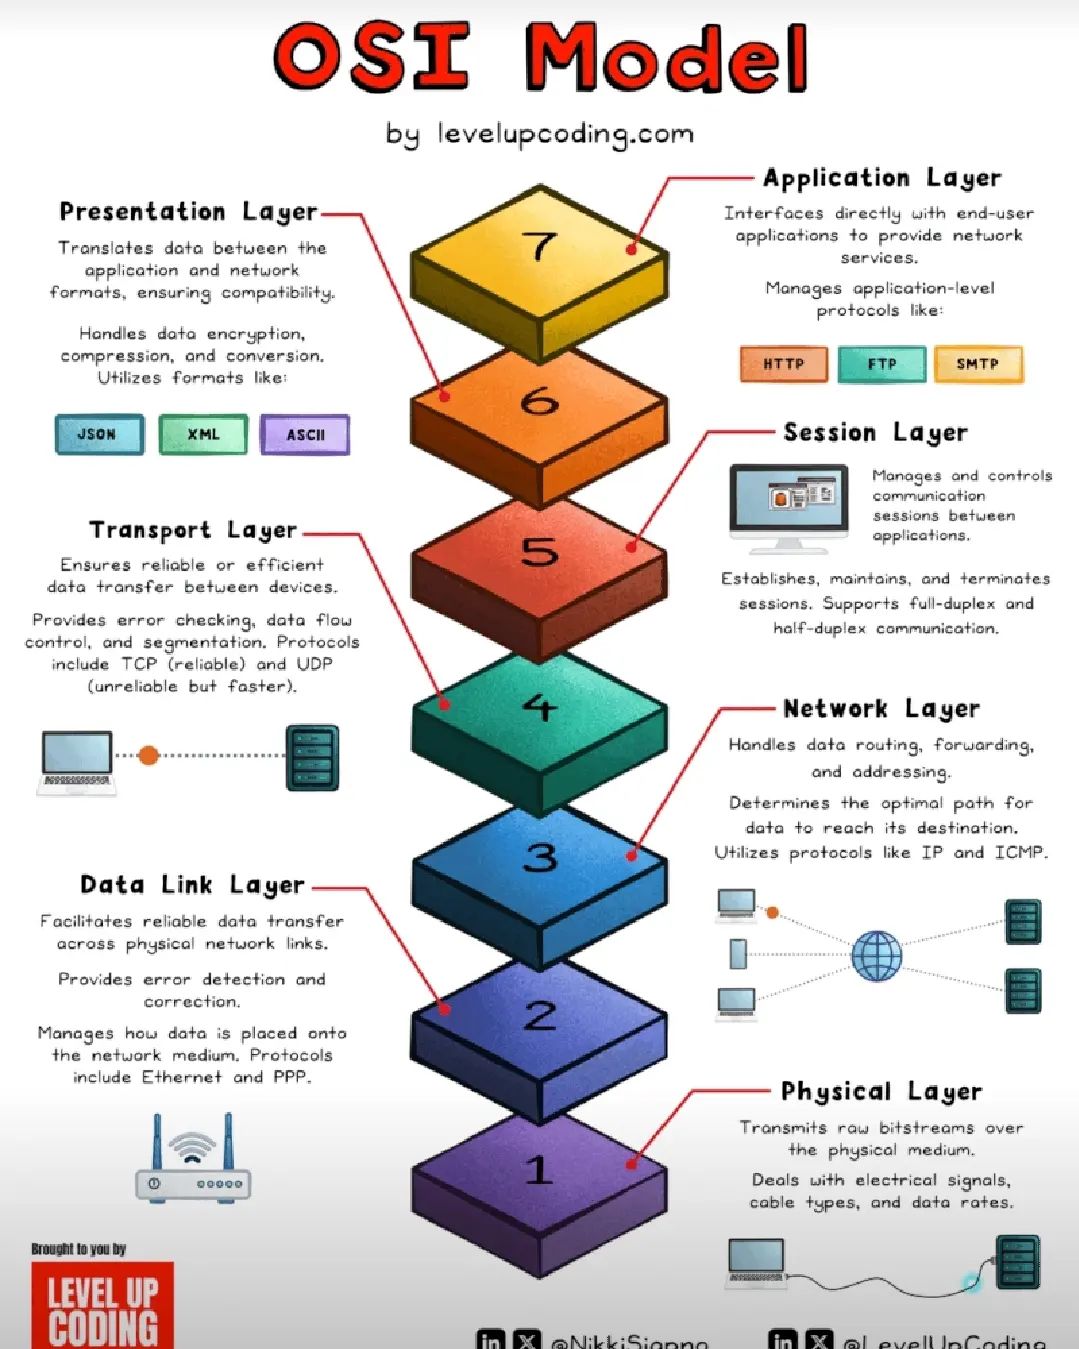 OSI Model
by levelupcoding.com
Application Layer
Interfaces directly with end-user
applications to provide network
services.
Manages application-level
protocols like:
HTTP
FTP
SMTP
7
Presentation Layer
Translates data between the
application and network
formats, ensuring compatibility.
Handles data encryption,
compression, and conversion.
Utilizes formats like:
JSON
XML
ASCII
6
Session Layer
Manages and controls
communication
sessions between
applications.
Establishes, maintains, and terminates
sessions. Supports full-duplex and
half-duplex communication.
5
Transport Layer
Ensures reliable or efficient
data transfer between devices.
Provides error checking, data flow
control, and segmentation. Protocols
include TCP (reliable) and UDP
(unreliable but faster).
4
Network Layer
Handles data routing, forwarding,
and addressing.
Determines the optimal path for
data to reach its destination.
Utilizes protocols like IP and ICMP.
3
Data Link Layer
Facilitates reliable data transfer
across physical network links.
Provides error detection and
correction.
Manages how data is placed onto
the network medium. Protocols
include Ethernet and PPP.
2
Physical Layer
Transmits raw bitstreams over
the physical medium.
Deals with electrical signals,
cable types, and data rates.
1
Brought to you by
LEVEL UP
CODING
in X @NikkiSiapno
in X @LevelUpCoding